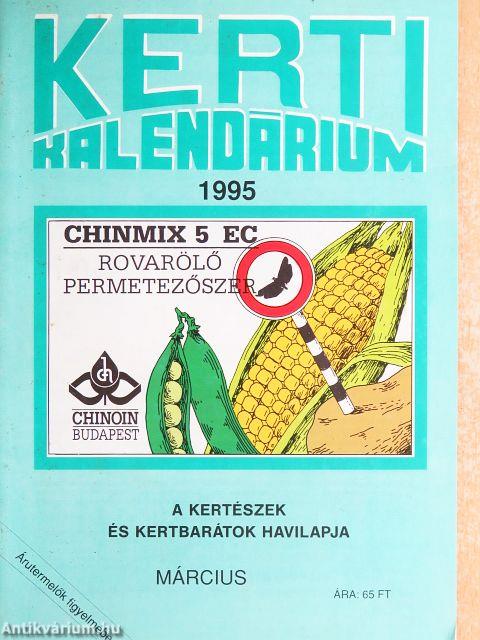 KERTI
KALENDÁRIUM
1995
CHINMIX 5 EC
ROVARÖLŐ
PERMETEZŐSZER
CHINOIN
BUDAPEST
A KERTÉSZEK
ÉS KERTBARÁTOK HAVILAPJA
MÁRCIUS
ÁRA: 65 FT
Árutermelők figyelmébe
Antikvárium.hu